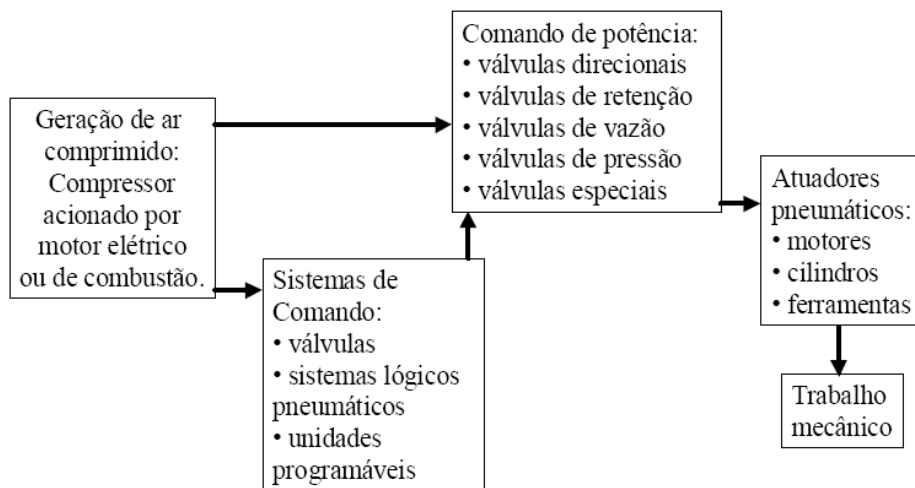 Geração de ar
comprimido:
Compressor
acionado por
motor elétrico
ou de combustão.
Sistemas de
Comando:
• válvulas
• sistemas lógicos
pneumáticos
• unidades
programáveis
Comando de potência:
• válvulas direcionais
• válvulas de retenção
• válvulas de vazão
• válvulas de pressão
• válvulas especiais
Atuadores
pneumáticos:
• motores
• cilindros
• ferramentas
Trabalho
mecânico